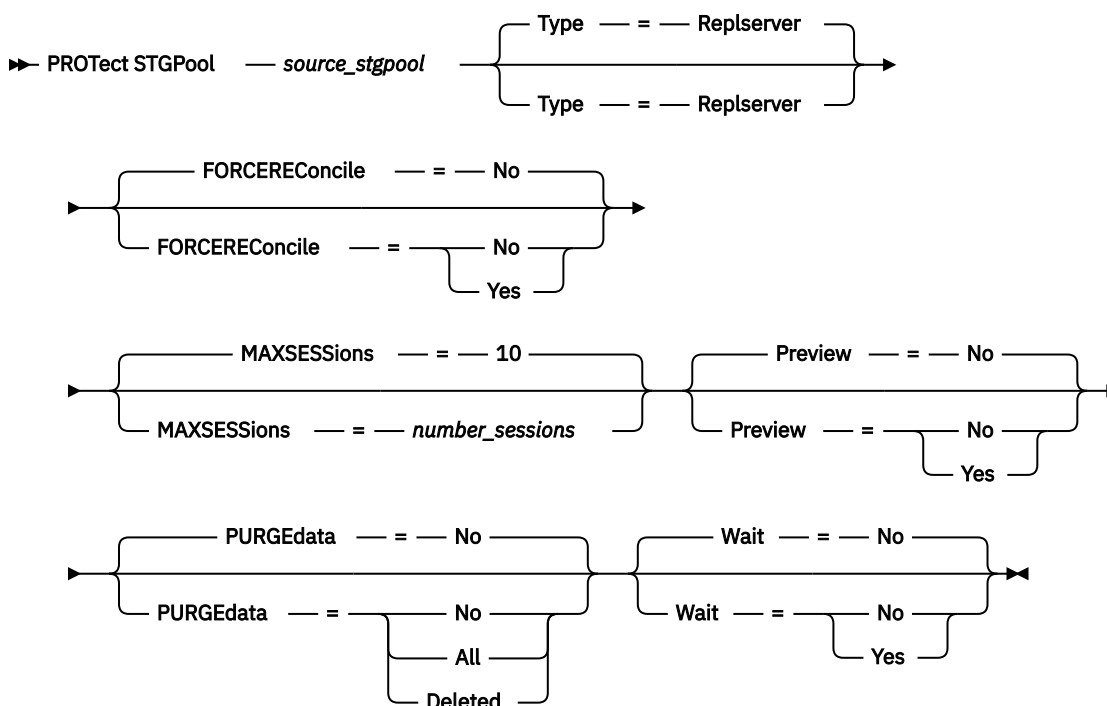 Type = Replserver
PROTect STGPool source_stgpool
Type = Replserver
FORCEREConcile = No
FORCEREConcile = No
Yes
MAXSESSions = 10 Preview = No
MAXSESSions = number_sessions Preview = No
Yes
PURGEdata = No Wait = No
PURGEdata = No Wait = No
All Yes
Deleted